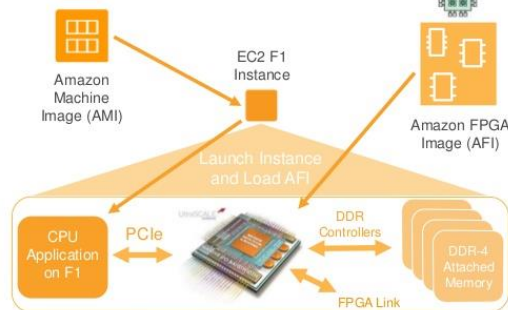 EC2 F1
Instance
Amazon
Machine
Image (AMI)
Amazon FPGA
Image (AFI)
Launch Instance
and Load AFI
CPU
Application
on F1
PCIe
DDR
Controllers
DDR-4
Attached
Memory
FPGA Link